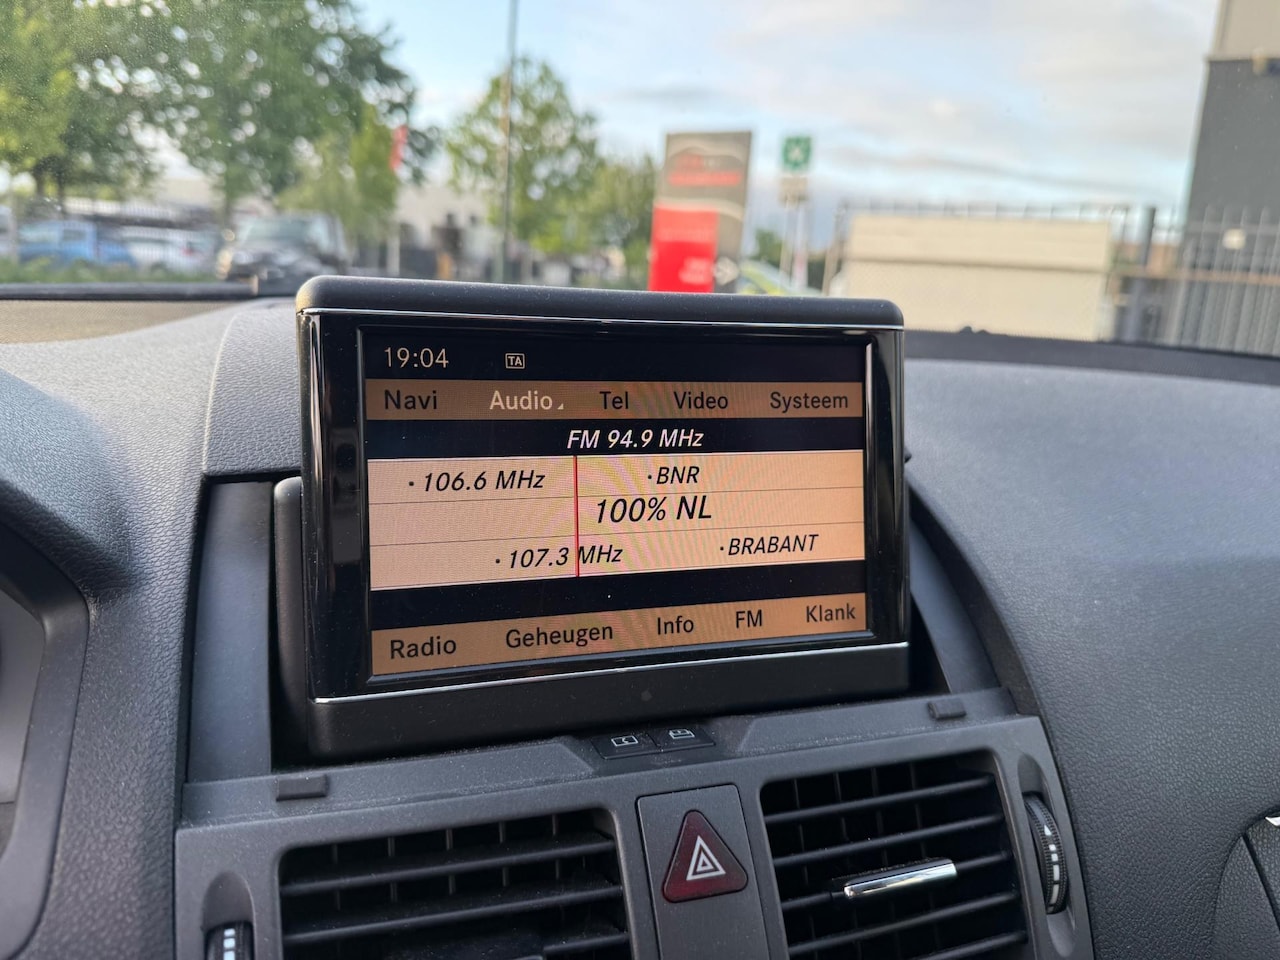 19:04 TA
Navi Audio Tel Video Systeem
FM 94.9 MHz
·106.6 MHz ·BNR
100% NL
·107.3 MHz ·BRABANT
Radio Geheugen Info FM Klank